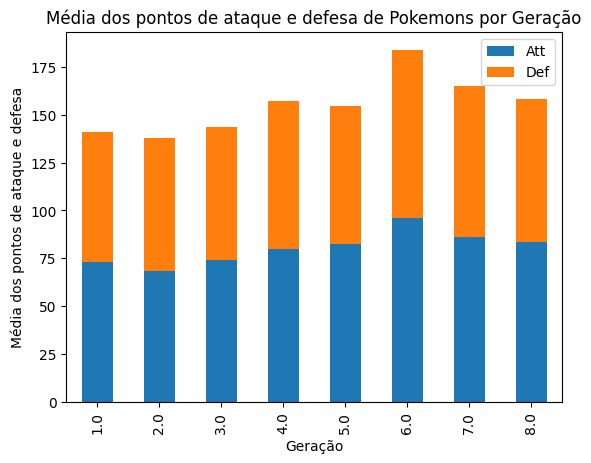 Média dos pontos de ataque e defesa de Pokemons por Geração
Att
Def
Média dos pontos de ataque e defesa
175
150
125
100
75
50
25
0
1.0 2.0 3.0 4.0 5.0 6.0 7.0 8.0
Geração